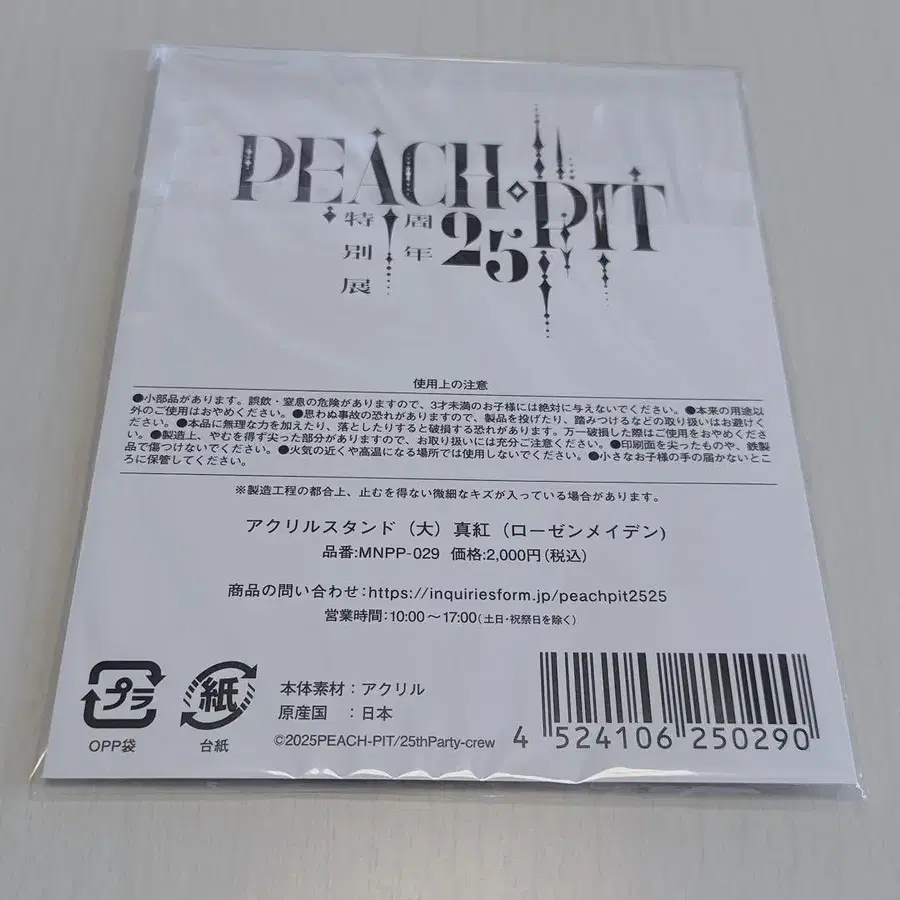 PEACH-PIT
25周年
特別展
使用上の注意
●小部品があります。誤飲・窒息の危険がありますので、3才未満のお子様には絶対に与えないでください。●本来の用途以
外のご使用はおやめください。●思わぬ事故の恐れがありますので、製品を投げたり、踏みつけるなどの取り扱いはお避けく
ださい。●本品に無理な力を加えたり、落としたりすると破損する恐れがあります。万一破損した際はご使用をおやめくださ
い。●製造上、やむを得ず尖った部分がありますので、お取り扱いには充分ご注意ください。●印刷面を尖ったものや、鉄製
品で傷つけないでください。●火気の近くや高温になる場所では使用しないでください。●小さなお子様の手の届かないとこ
ろに保管してください。
※製造工程の都合上、止むを得ない微細なキズが入っている場合があります。
アクリルスタンド（大）真紅（ローゼンメイデン）
品番:MNPP-029 価格:2,000円(税込)
商品の問い合わせ:https://inquiriesform.jp/peachpit2525
営業時間:10:00～17:00(土日・祝祭日を除く)
プラ
OPP袋
紙
台紙
本体素材：アクリル
原産国　：日本
©2025PEACH-PIT/25thParty-crew
4 524106 250290